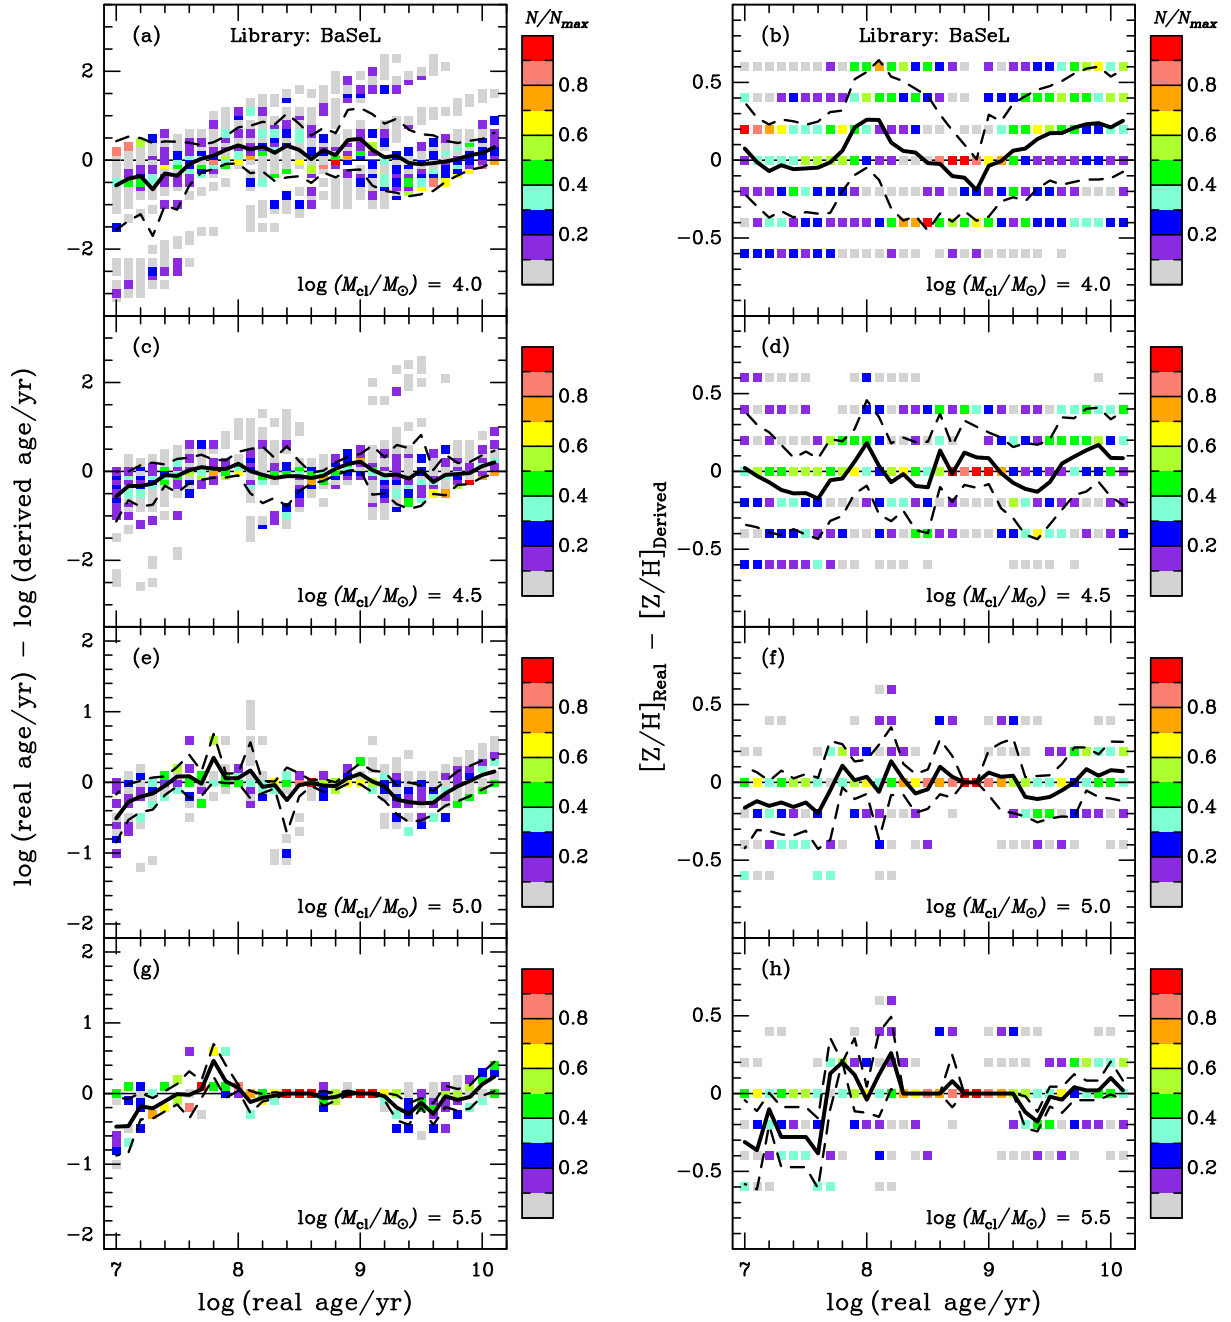 N/Nmax
N/Nmax
(a) Library: BaSeL
(b) Library: BaSeL
2
0
−2
0.5
0
−0.5
0.8
0.6
0.4
0.2
0.8
0.6
0.4
0.2
log (Mcl/M⊙) = 4.0
log (Mcl/M⊙) = 4.0
(c)
(d)
2
0
−2
0.5
0
−0.5
0.8
0.6
0.4
0.2
0.8
0.6
0.4
0.2
log (Mcl/M⊙) = 4.5
log (Mcl/M⊙) = 4.5
log (real age/yr) − log (derived age/yr)
[Z/H]Real − [Z/H]Derived
(e)
(f)
2
1
0
−1
−2
0.5
0
−0.5
0.8
0.6
0.4
0.2
0.8
0.6
0.4
0.2
log (Mcl/M⊙) = 5.0
log (Mcl/M⊙) = 5.0
(g)
(h)
2
1
0
−1
−2
0.5
0
−0.5
0.8
0.6
0.4
0.2
0.8
0.6
0.4
0.2
log (Mcl/M⊙) = 5.5
log (Mcl/M⊙) = 5.5
7 8 9 10
7 8 9 10
log (real age/yr)
log (real age/yr)